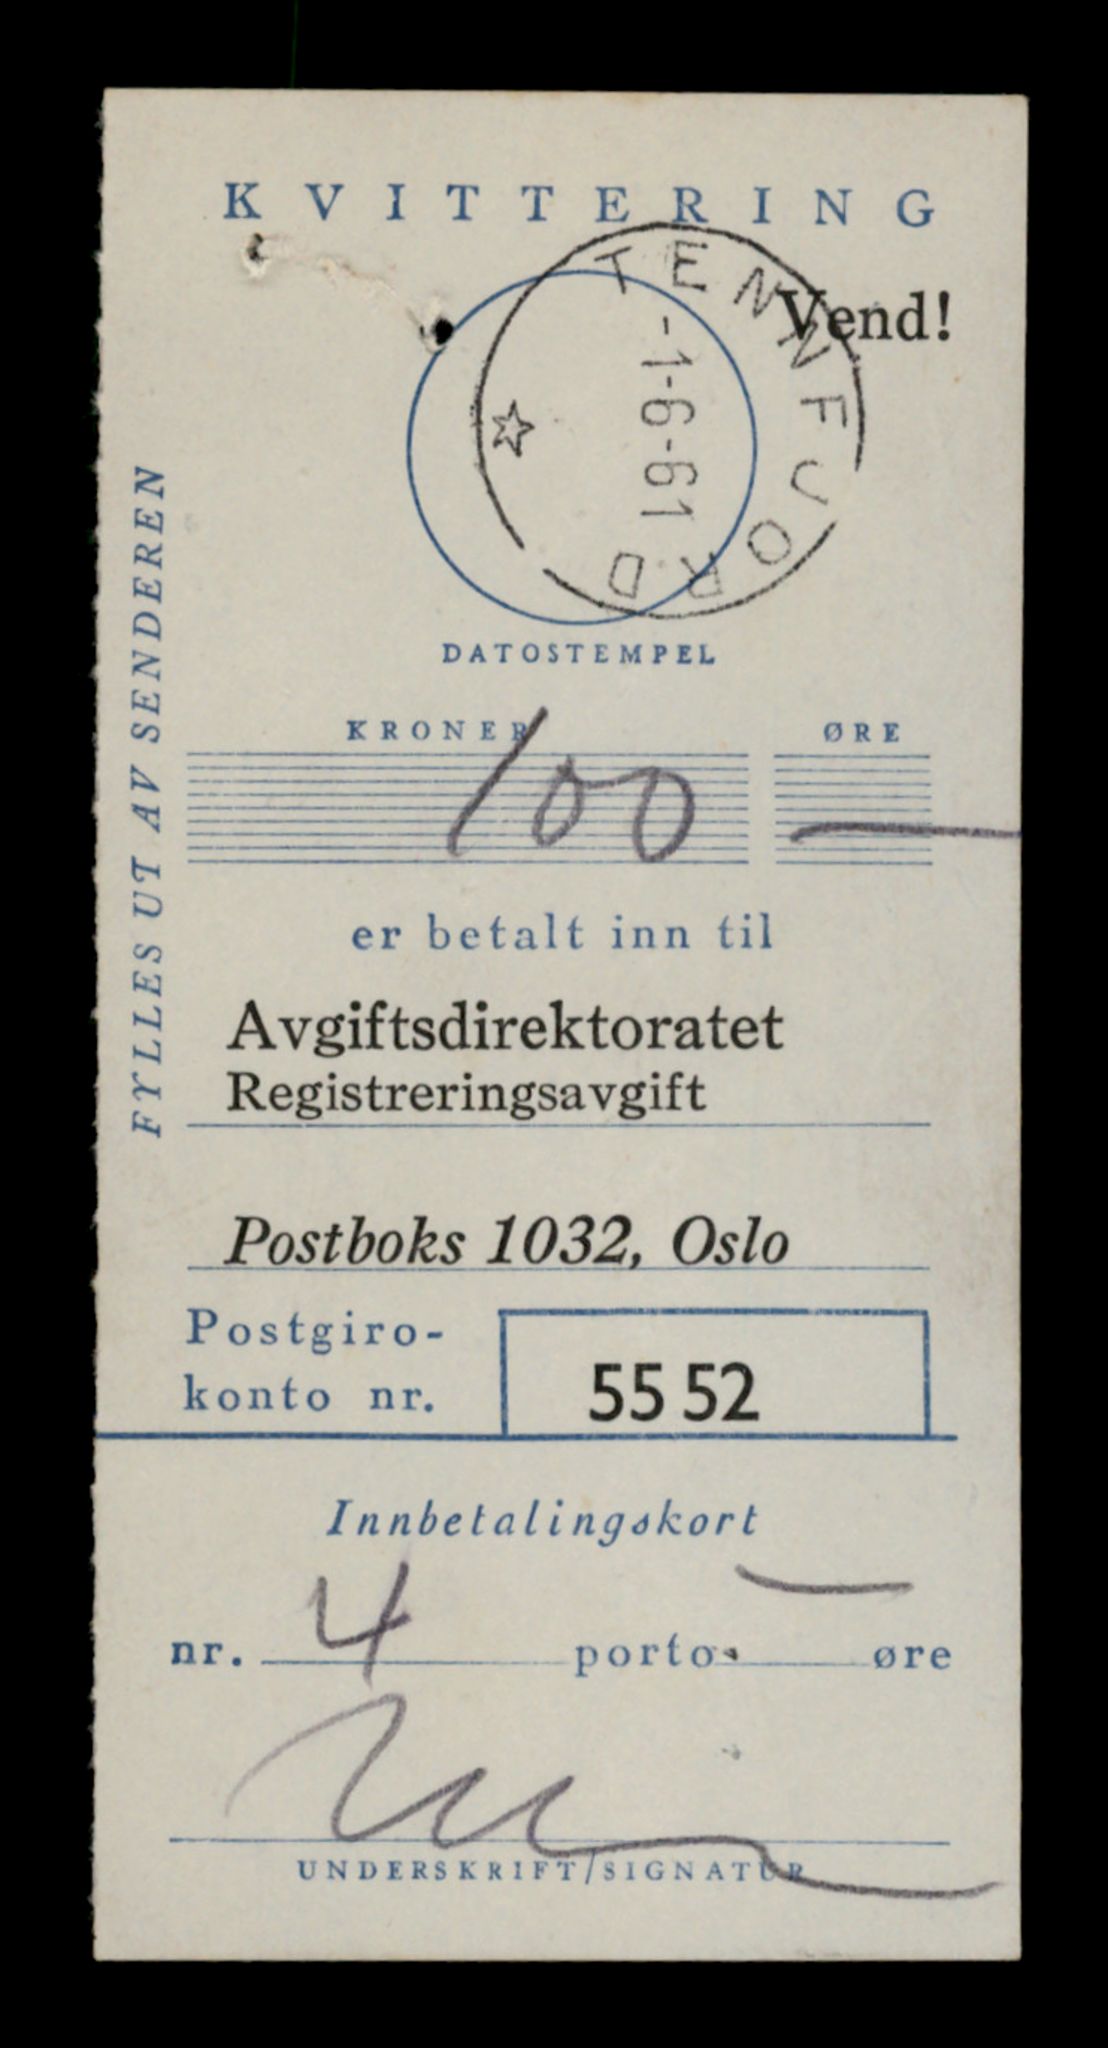 KVITTERING
Vend!
TENNFJORD
-1-6-61
DATOSTEMPEL
FYLLES UT AV SENDEREN
KRONER ØRE
100 —
er betalt inn til
Avgiftsdirektoratet
Registreringsavgift
Postboks 1032, Oslo
Postgiro-
konto nr. 55 52
Innbetalingskort
nr. 4 porto — øre
UNDERSKRIFT/SIGNATUR